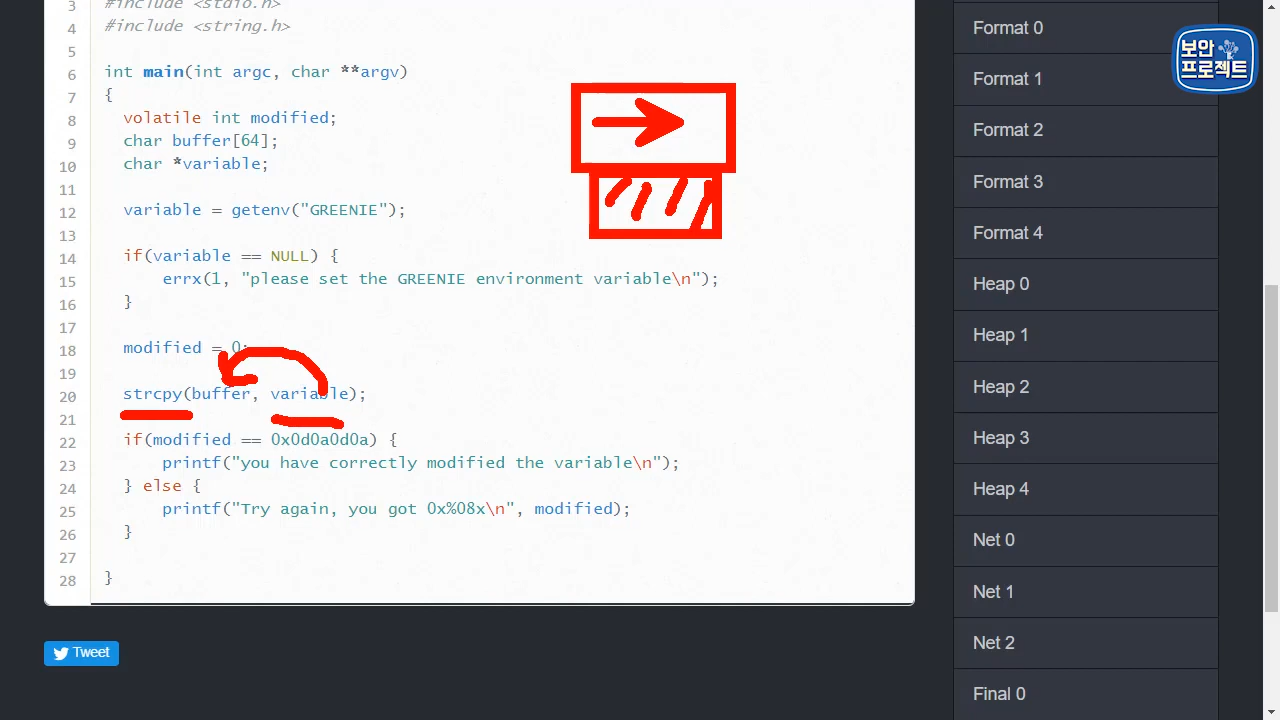 3 #include <stdio.h>
4 #include <string.h>
5
6 int main(int argc, char **argv)
7 {
8 volatile int modified;
9 char buffer[64];
10 char *variable;
11
12 variable = getenv("GREENIE");
13
14 if(variable == NULL) {
15 errx(1, "please set the GREENIE environment variable\n");
16 }
17
18 modified = 0;
19
20 strcpy(buffer, variable);
21
22 if(modified == 0x0d0a0d0a) {
23 printf("you have correctly modified the variable\n");
24 } else {
25 printf("Try again, you got 0x%08x\n", modified);
26 }
27
28 }
Tweet
Format 0
Format 1
Format 2
Format 3
Format 4
Heap 0
Heap 1
Heap 2
Heap 3
Heap 4
Net 0
Net 1
Net 2
Final 0
보안
프로젝트